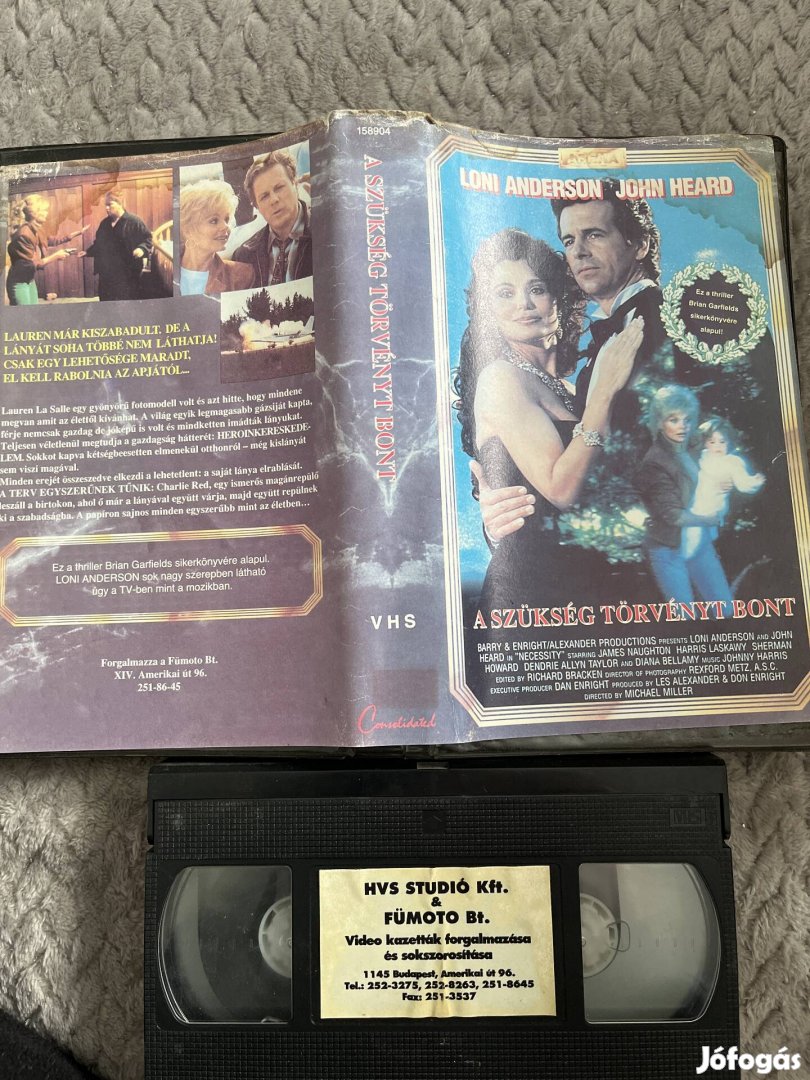 158904
A SZÜKSÉG TÖRVÉNYT BONT
VHS
Consolidated
LAUREN MÁR KISZABADULT, DE A
LÁNYÁT SOHA TÖBBÉ NEM LÁTHATJA!
CSAK EGY LEHETŐSÉGE MARADT,
EL KELL RABOLNIA AZ APJÁTÓL...
Lauren La Salle egy gyönyörű fotomodell volt és azt hitte, hogy mindene
megvan amit az élettől kívánhat. A világ egyik legmagasabb gázsiját kapta,
férje nemcsak gazdag de jóképű is volt és mindketten imádták lányukat.
Teljesen véletlenül megtudja a gazdagság hátterét: HEROINKERESKEDE-
LEM. Sokkot kapva kétségbeesetten elmenekül otthonról – még kislányát
sem viszi magával.
Minden erejét összeszedve elkezdi a lehetetlent: a saját lánya elrablását.
A TERV EGYSZERŰNEK TŰNIK: Charlie Red, egy ismerős magánrepülő
leszáll a birtokon, ahol ő már a lányával együtt várja, majd együtt repülnek
ki a szabadságba. A papíron sajnos minden egyszerűbb mint az életben…
Ez a thriller Brian Garfields sikerkönyvére alapul.
LONI ANDERSON sok nagy szerepben látható
úgy a TV-ben mint a mozikban.
Forgalmazza a Fümoto Bt.
XIV. Amerikai út 96.
251-86-45
LONI ANDERSON JOHN HEARD
Ez a thriller
Brian Garfields
sikerkönyvére
alapul!
A SZÜKSÉG TÖRVÉNYT BONT
BARRY & ENRIGHT/ALEXANDER PRODUCTIONS PRESENTS LONI ANDERSON AND JOHN
HEARD IN "NECESSITY" STARRING JAMES NAUGHTON HARRIS LASKAWY SHERMAN
HOWARD DENDRIE ALLYN TAYLOR AND DIANA BELLAMY MUSIC JOHNNY HARRIS
EDITED BY RICHARD BRACKEN DIRECTOR OF PHOTOGRAPHY REXFORD METZ, A.S.C.
EXECUTIVE PRODUCER DAN ENRIGHT PRODUCED BY LES ALEXANDER & DON ENRIGHT
DIRECTED BY MICHAEL MILLER
HVS STUDIÓ Kft.
&
FÜMOTO Bt.
Video kazetták forgalmazása
és sokszorosítása
1145 Budapest, Amerikai út 96.
Tel.: 252-3275, 252-8263, 251-8645
Fax: 251-3537
Jófogás